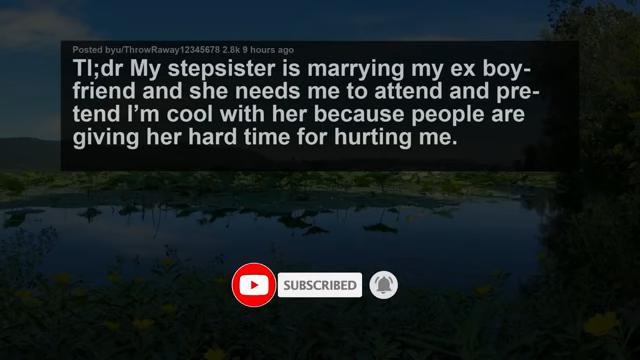 Posted byu/ThrowRaway12345678 2.8k 9 hours ago
Tl;dr My stepsister is marrying my ex boy-
friend and she needs me to attend and pre-
tend I'm cool with her because people are
giving her hard time for hurting me.
SUBSCRIBED